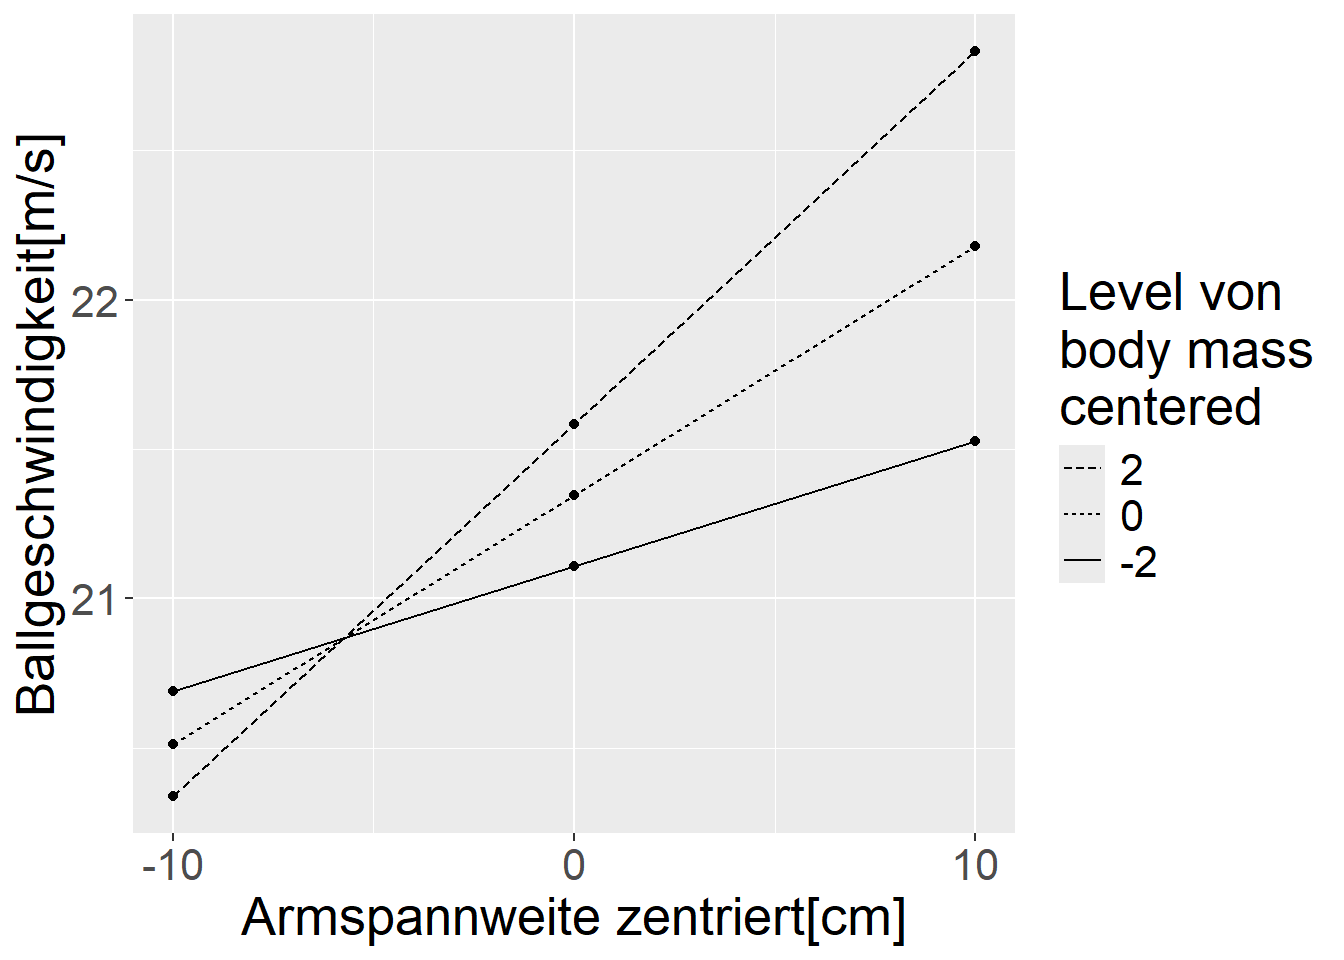 Ballgeschwindigkeit[m/s]
22
21
-10
0
10
Armspannweite zentriert[cm]
Level von
body mass
centered
2
0
-2